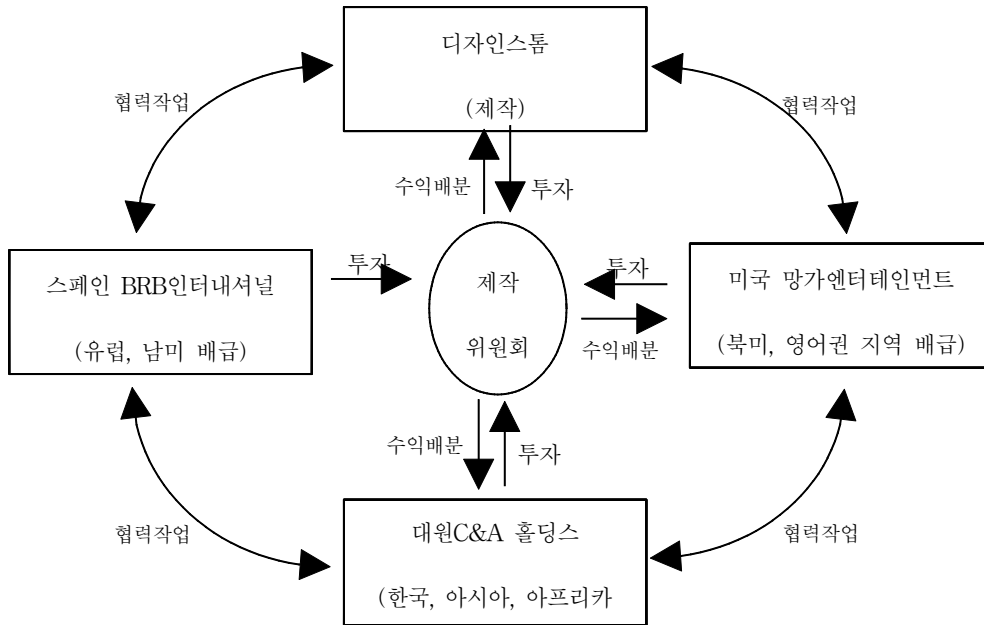 디자인스톰
(제작)
협력작업
협력작업
수익배분
투자
스페인 BRB인터내셔널
(유럽, 남미 배급)
투자
제작
위원회
투자
수익배분
미국 망가엔터테인먼트
(북미, 영어권 지역 배급)
수익배분
투자
협력작업
협력작업
대원C&A 홀딩스
(한국, 아시아, 아프리카